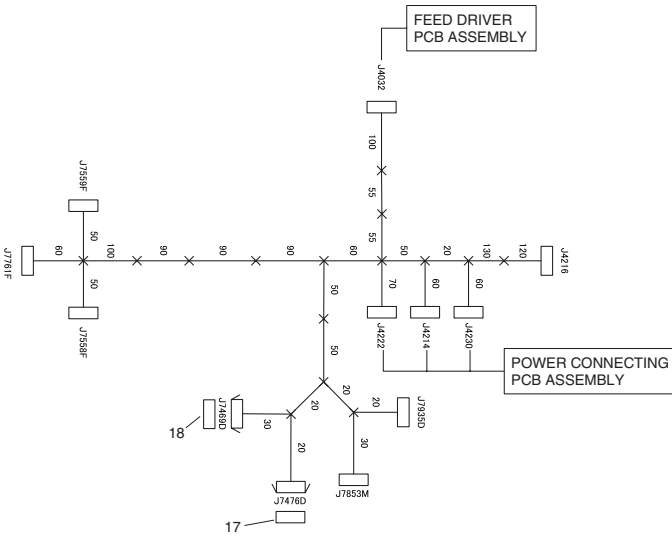 FEED DRIVER
PCB ASSEMBLY
J4032
100
55
55
J7559F
50
J7761F
60
100
90
90
90
60
50
20
130
120
J4216
50
J7558F
70
60
60
J4222
J4214
J4230
POWER CONNECTING
PCB ASSEMBLY
50
50
20
20
20
J7935D
18
J7469D
30
20
30
J7476D
J7853M
17